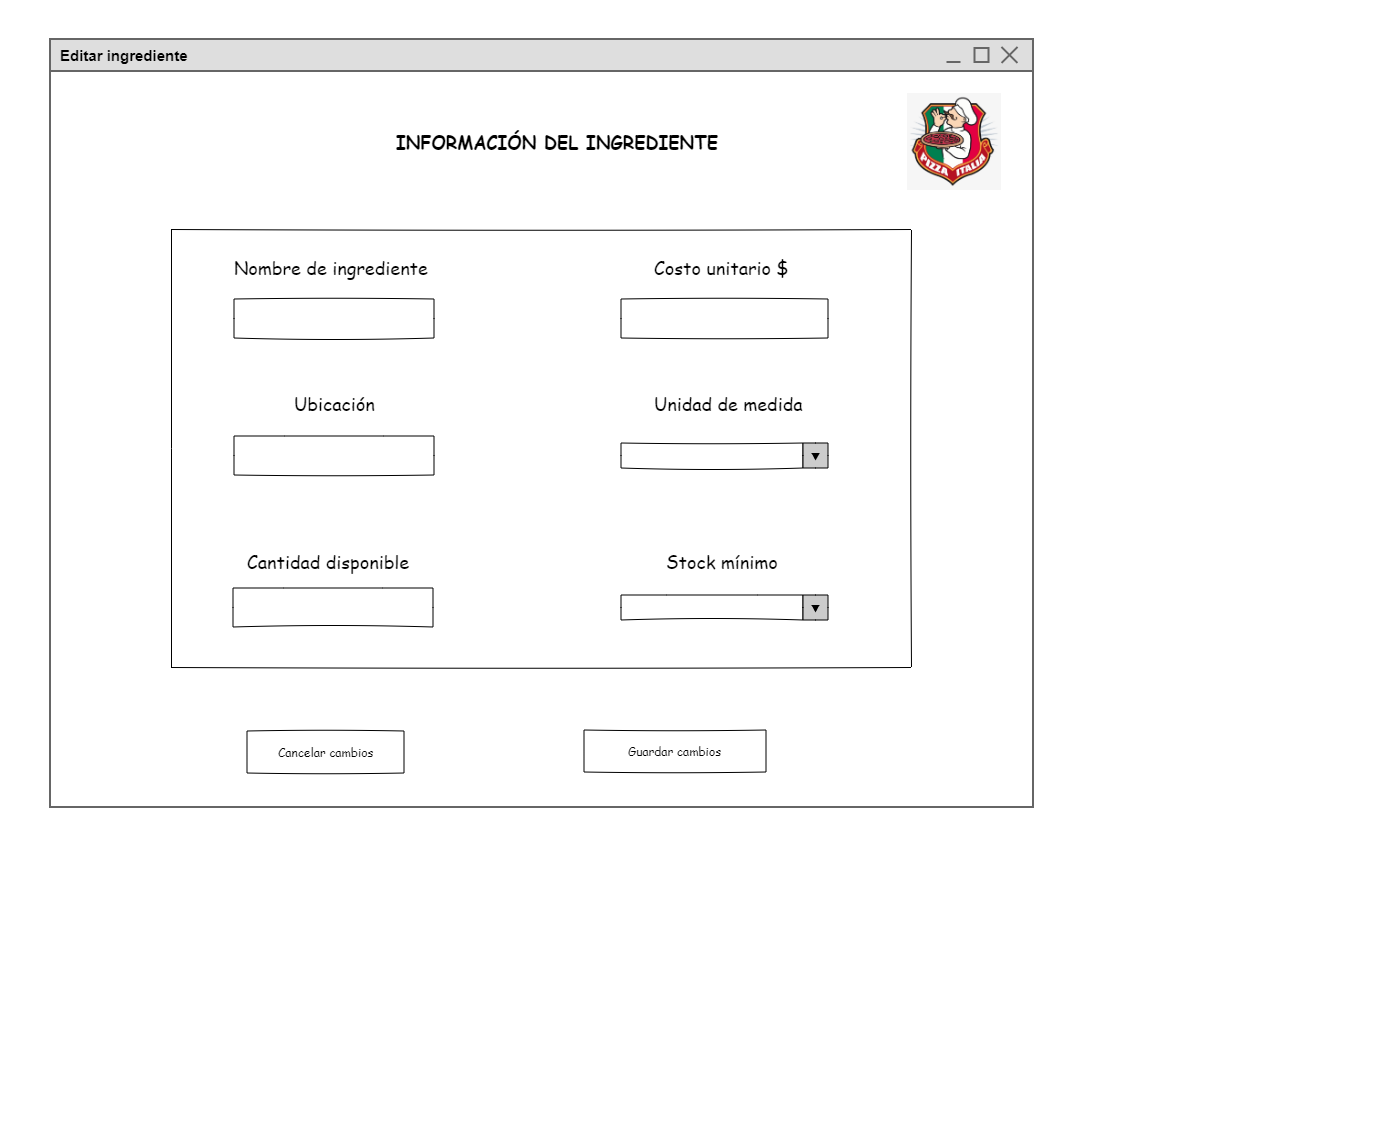 Editar ingrediente
INFORMACIÓN DEL INGREDIENTE
PIZZA ITALIA
Nombre de ingrediente
Costo unitario $
Ubicación
Unidad de medida
Cantidad disponible
Stock mínimo
Cancelar cambios
Guardar cambios